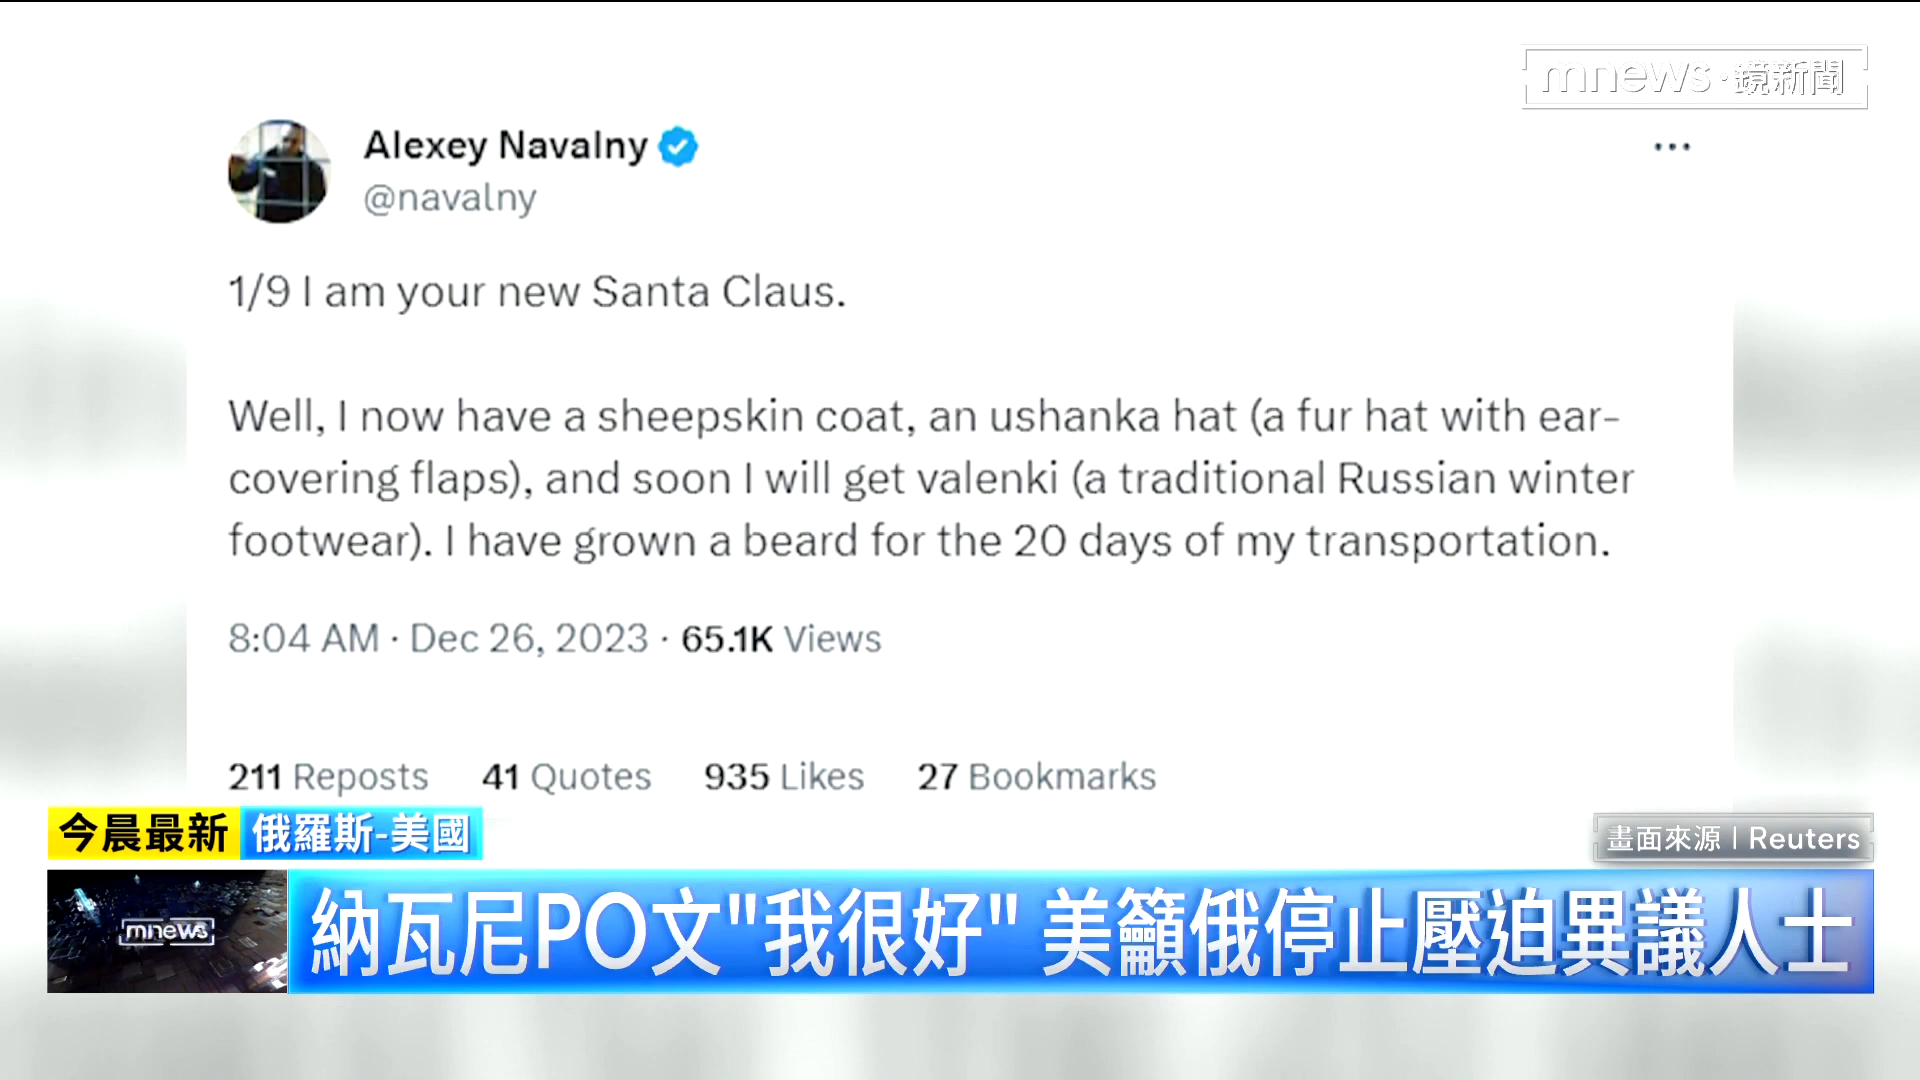 mnews·鏡新聞
Alexey Navalny
@navalny
1/9 I am your new Santa Claus.
Well, I now have a sheepskin coat, an ushanka hat (a fur hat with ear-
covering flaps), and soon I will get valenki (a traditional Russian winter
footwear). I have grown a beard for the 20 days of my transportation.
8:04 AM · Dec 26, 2023 · 65.1K Views
211 Reposts 41 Quotes 935 Likes 27 Bookmarks
今晨最新 俄羅斯-美國
畫面來源 | Reuters
mnews
納瓦尼PO文"我很好" 美籲俄停止壓迫異議人士